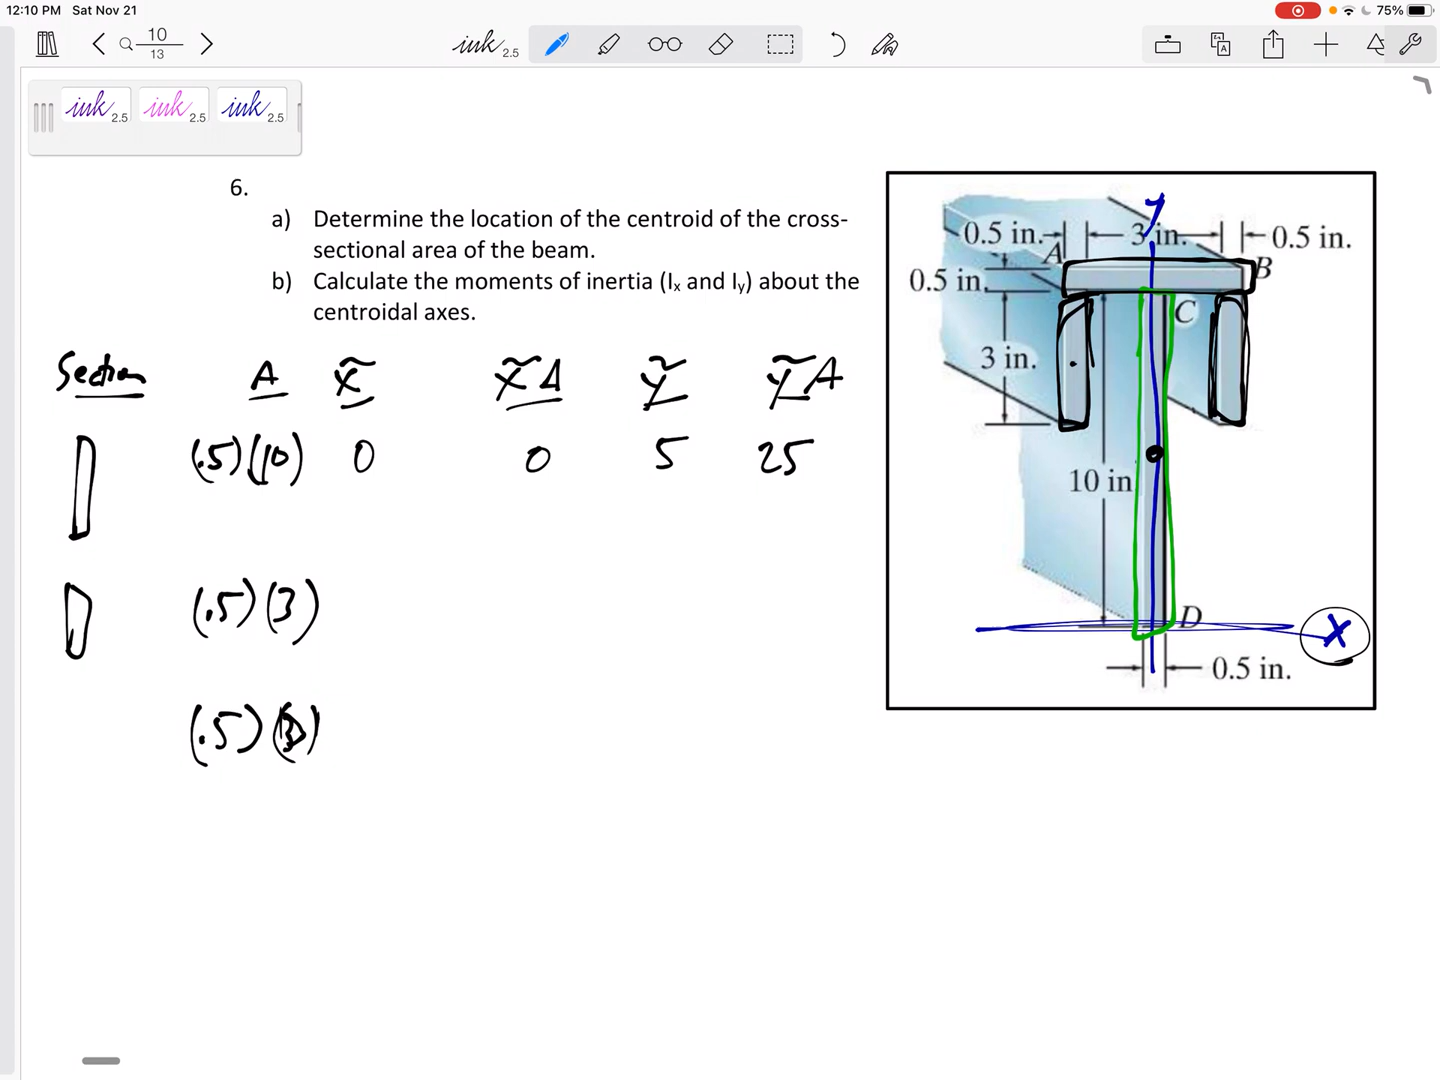 12:10 PM Sat Nov 21
75%
10
13
ink 2.5
ink 2.5 ink 2.5 ink 2.5
6.
a) Determine the location of the centroid of the cross-
sectional area of the beam.
b) Calculate the moments of inertia (Ix and Iy) about the
centroidal axes.
Section A x̃ x̃A ỹ ỹA
(.5)(10) 0 0 5 25
(.5)(3)
(.5)(3)
y
0.5 in. 3 in. 0.5 in.
A B
0.5 in.
C
3 in.
10 in
D
x
0.5 in.